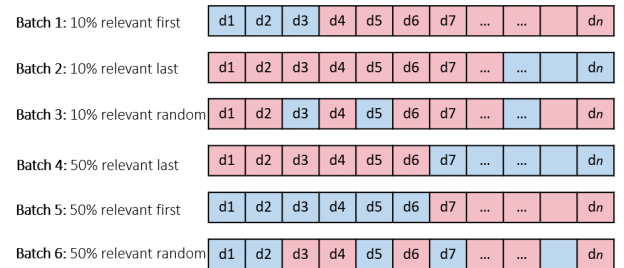 Batch 1: 10% relevant first d1 d2 d3 d4 d5 d6 d7 ... ... dn
Batch 2: 10% relevant last d1 d2 d3 d4 d5 d6 d7 ... ... dn
Batch 3: 10% relevant random d1 d2 d3 d4 d5 d6 d7 ... ... dn
Batch 4: 50% relevant last d1 d2 d3 d4 d5 d6 d7 ... ... dn
Batch 5: 50% relevant first d1 d2 d3 d4 d5 d6 d7 ... ... dn
Batch 6: 50% relevant random d1 d2 d3 d4 d5 d6 d7 ... ... dn